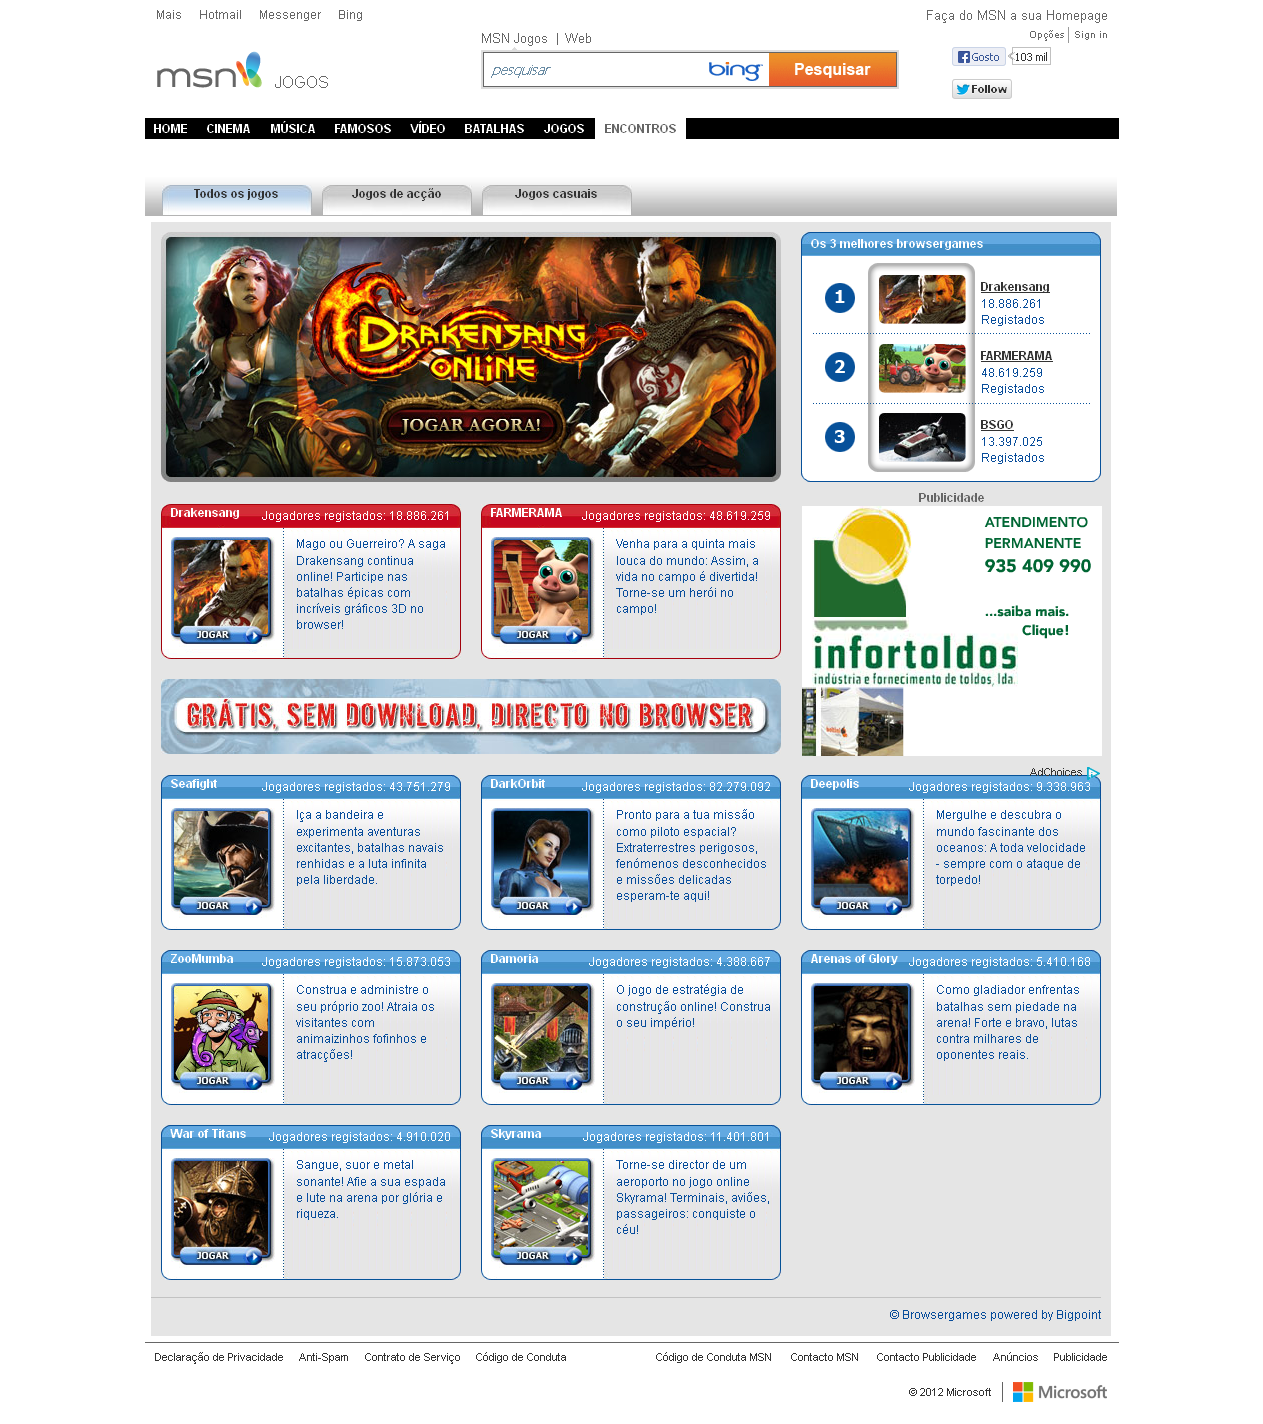 Mais Hotmail Messenger Bing
Faça do MSN a sua Homepage
Opções Sign in
MSN Jogos | Web
msn JOGOS
pesquisar bing Pesquisar
Gosto 103 mil
Follow
HOME CINEMA MÚSICA FAMOSOS VÍDEO BATALHAS JOGOS ENCONTROS
Todos os jogos Jogos de acção Jogos casuais
DRAKENSANG
ONLINE
JOGAR AGORA!
Os 3 melhores browsergames
1
Drakensang
18.886.261
Registados
2
FARMERAMA
48.619.259
Registados
3
BSGO
13.397.025
Registados
Publicidade
ATENDIMENTO
PERMANENTE
935 409 990
...saiba mais.
Clique!
infortoldos
indústria e fornecimento de toldos, lda.
AdChoices
Drakensang Jogadores registados: 18.886.261
Mago ou Guerreiro? A saga
Drakensang continua
online! Participe nas
batalhas épicas com
incríveis gráficos 3D no
browser!
JOGAR
FARMERAMA Jogadores registados: 48.619.259
Venha para a quinta mais
louca do mundo: Assim, a
vida no campo é divertida!
Torne-se um herói no
campo!
JOGAR
GRÁTIS, SEM DOWNLOAD, DIRECTO NO BROWSER
Seafight Jogadores registados: 43.751.279
Iça a bandeira e
experimenta aventuras
excitantes, batalhas navais
renhidas e a luta infinita
pela liberdade.
JOGAR
DarkOrbit Jogadores registados: 82.279.092
Pronto para a tua missão
como piloto espacial?
Extraterrestres perigosos,
fenómenos desconhecidos
e missões delicadas
esperam-te aqui!
JOGAR
Deepolis Jogadores registados: 9.338.963
Mergulhe e descubra o
mundo fascinante dos
oceanos: A toda velocidade
- sempre com o ataque de
torpedo!
JOGAR
ZooMumba Jogadores registados: 15.873.053
Construa e administre o
seu próprio zoo! Atraia os
visitantes com
animaizinhos fofinhos e
atracções!
JOGAR
Damoria Jogadores registados: 4.388.667
O jogo de estratégia de
construção online! Construa
o seu império!
JOGAR
Arenas of Glory Jogadores registados: 5.410.168
Como gladiador enfrentas
batalhas sem piedade na
arena! Forte e bravo, lutas
contra milhares de
oponentes reais.
JOGAR
War of Titans Jogadores registados: 4.910.020
Sangue, suor e metal
sonante! Afie a sua espada
e lute na arena por glória e
riqueza.
JOGAR
Skyrama Jogadores registados: 11.401.801
Torne-se director de um
aeroporto no jogo online
Skyrama! Terminais, aviões,
passageiros: conquiste o
céu!
JOGAR
© Browsergames powered by Bigpoint
Declaração de Privacidade Anti-Spam Contrato de Serviço Código de Conduta Código de Conduta MSN Contacto MSN Contacto Publicidade Anúncios Publicidade
© 2012 Microsoft Microsoft